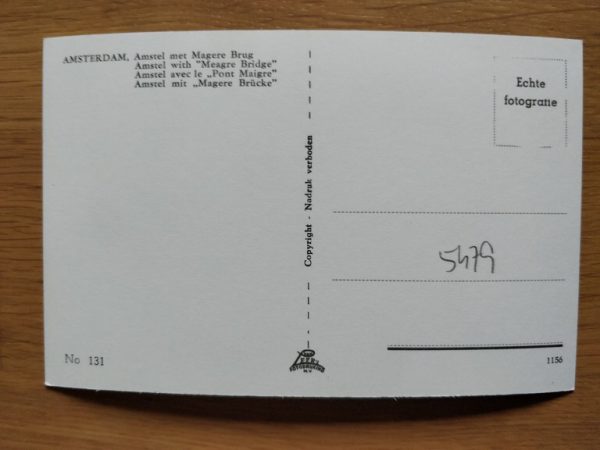 AMSTERDAM, Amstel met Magere Brug
Amstel with "Meagre Bridge"
Amstel avec le „Pont Maigre"
Amstel mit „Magere Brücke"
Echte
fotografie
Copyright - Nadruk verboden
5479
No 131
FOTODRUKKERIJ
N.V.
1156